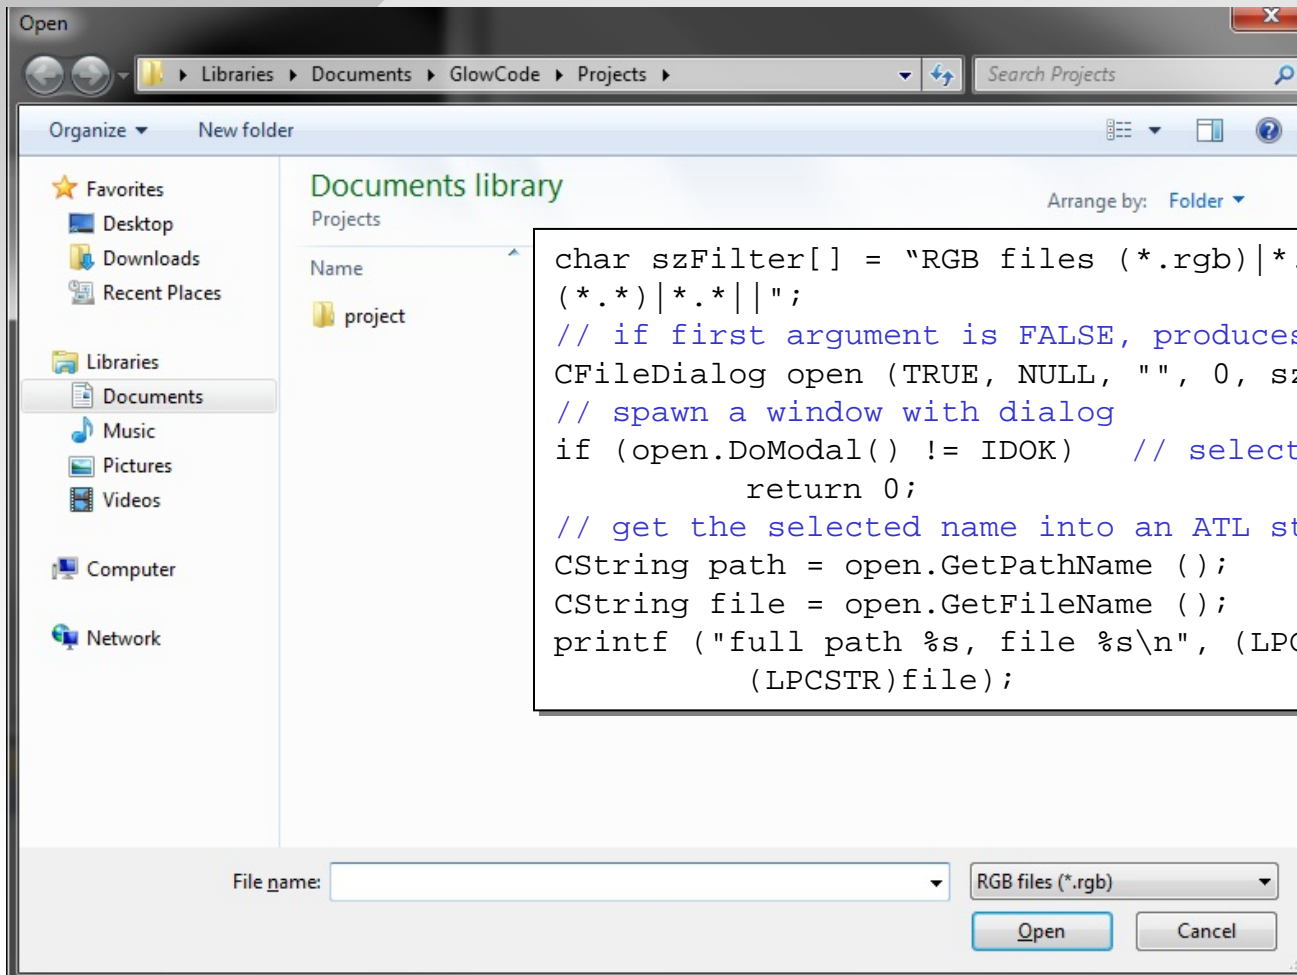 Open
Libraries ▸ Documents ▸ GlowCode ▸ Projects ▸
Search Projects
Organize
New folder
Favorites
Desktop
Downloads
Recent Places
Libraries
Documents
Music
Pictures
Videos
Computer
Network
Documents library
Projects
Arrange by: Folder
Name
project
char szFilter[] = “RGB files (*.rgb)|*.
(*.*)|*.*||";
// if first argument is FALSE, produces
CFileDialog open (TRUE, NULL, "", 0, sz
// spawn a window with dialog
if (open.DoModal() != IDOK) // select
return 0;
// get the selected name into an ATL st
CString path = open.GetPathName ();
CString file = open.GetFileName ();
printf ("full path %s, file %s\n", (LPC
(LPCSTR)file);
File name:
RGB files (*.rgb)
Open
Cancel